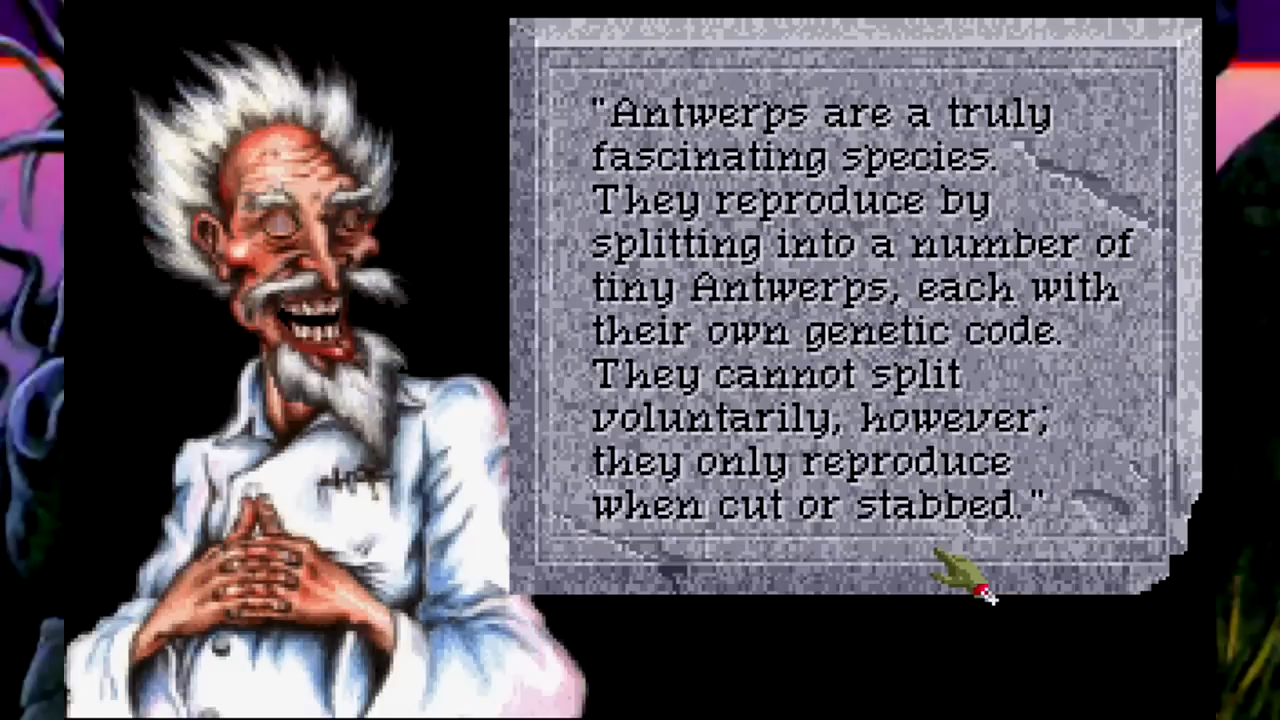 "Antwerps are a truly
fascinating species.
They reproduce by
splitting into a number of
tiny Antwerps, each with
their own genetic code.
They cannot split
voluntarily, however;
they only reproduce
when cut or stabbed."